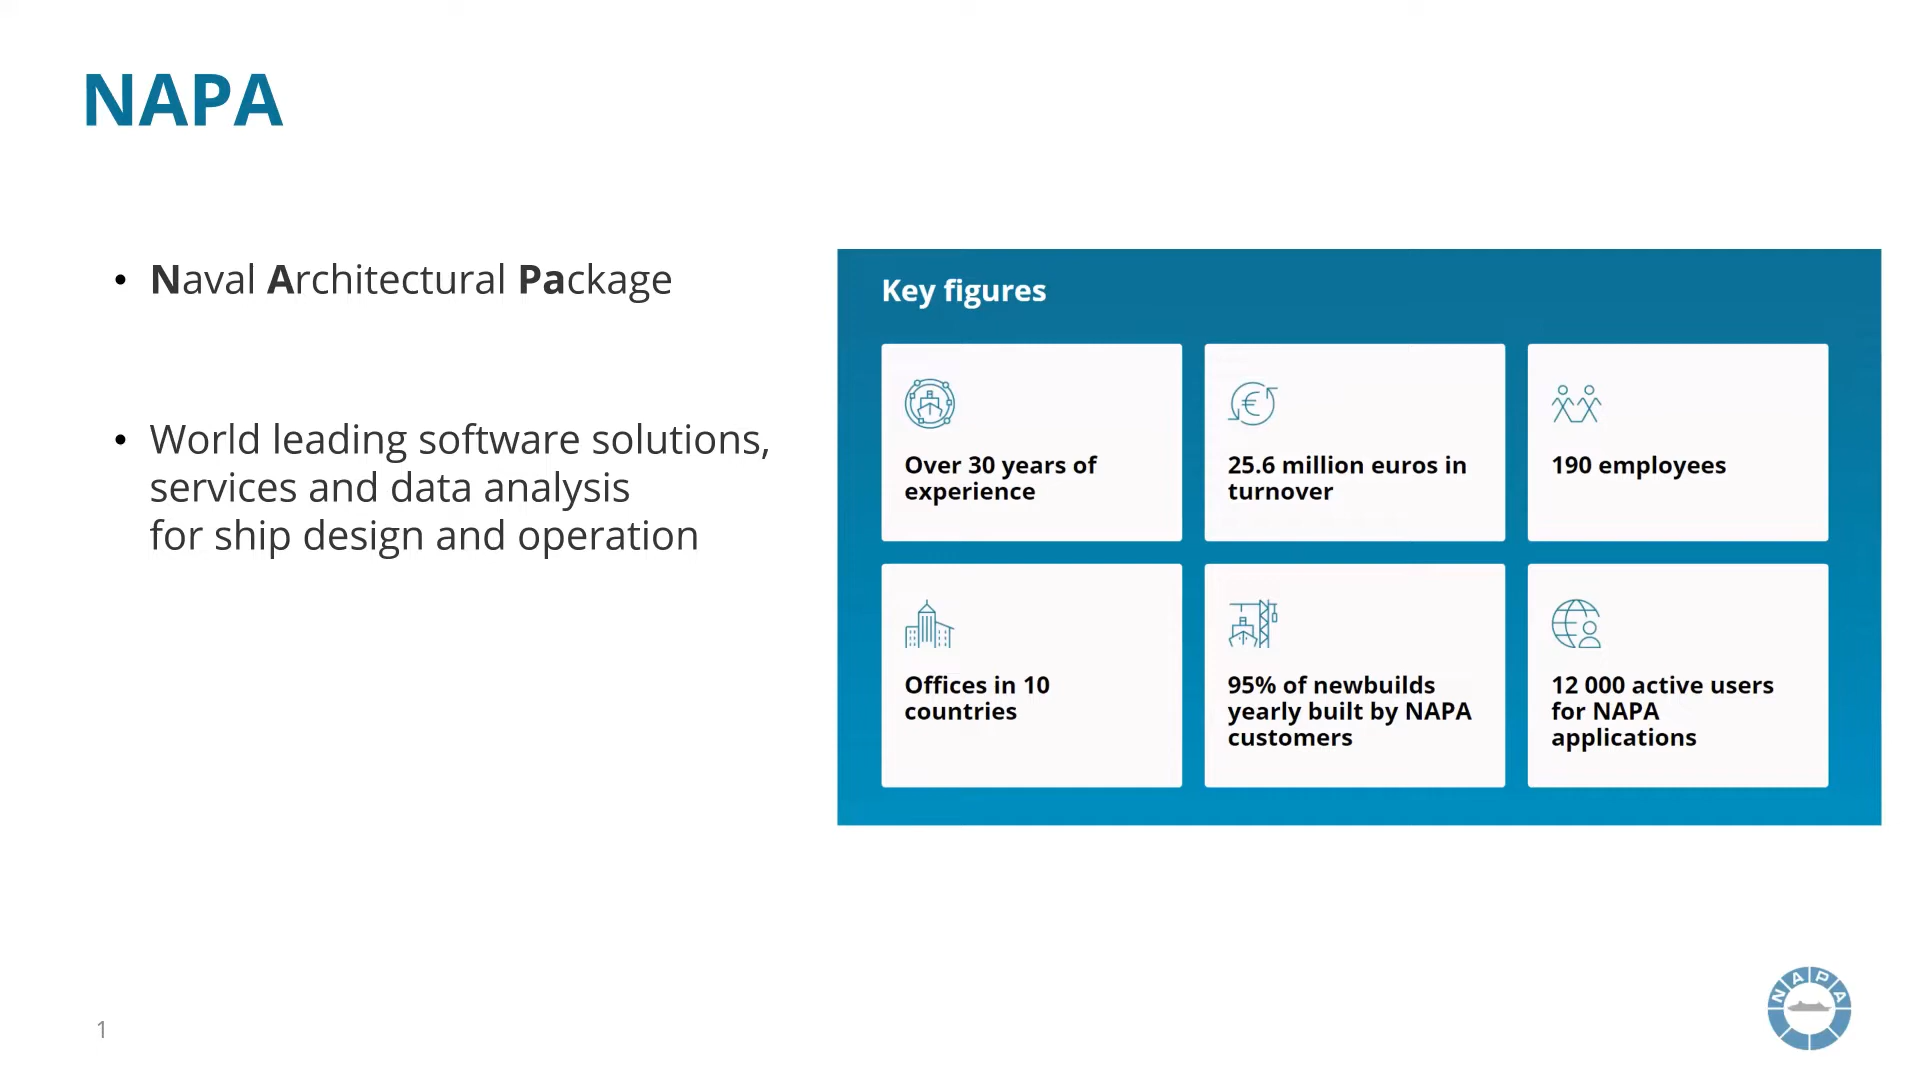 NAPA
• Naval Architectural Package
• World leading software solutions,
services and data analysis
for ship design and operation
Key figures
Over 30 years of
experience
25.6 million euros in
turnover
190 employees
Offices in 10
countries
95% of newbuilds
yearly built by NAPA
customers
12 000 active users
for NAPA
applications
1
NAPA